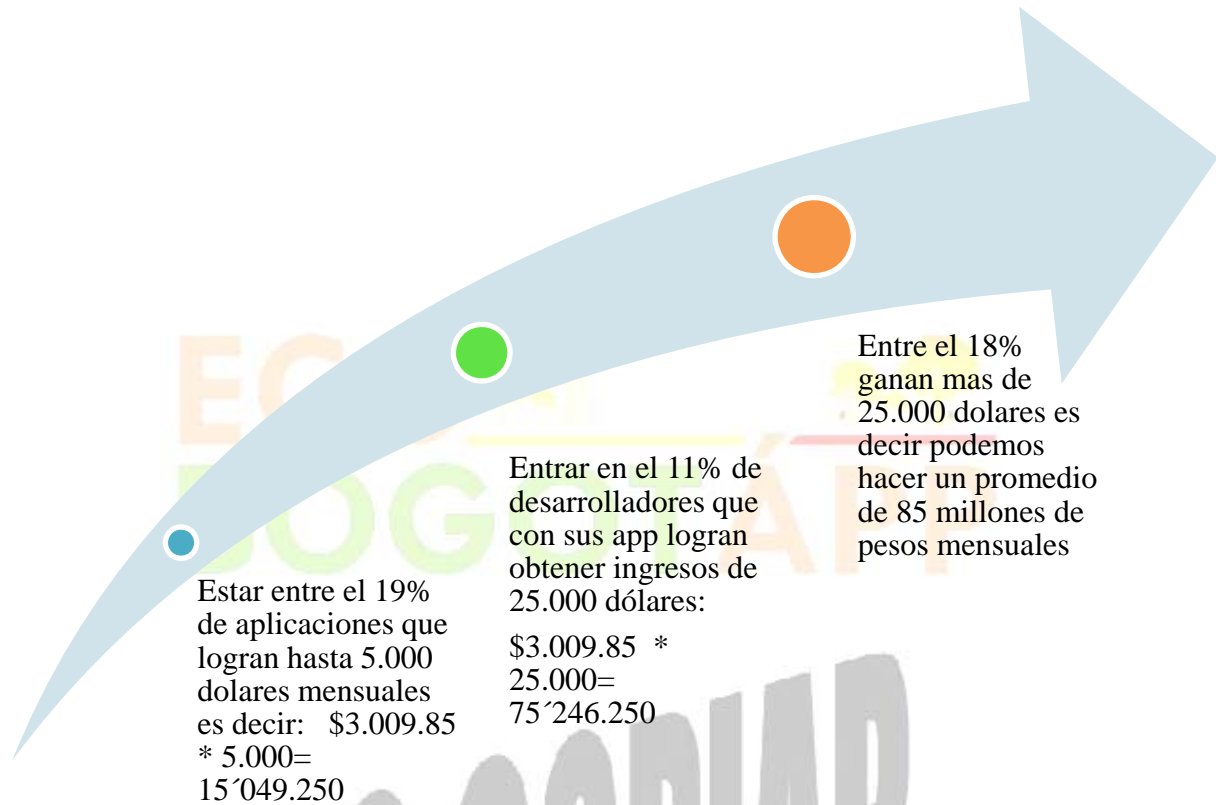 Estar entre el 19%
de aplicaciones que
logran hasta 5.000
dolares mensuales
es decir:   $3.009.85
* 5.000=
15´049.250
Entrar en el 11% de
desarrolladores que
con sus app logran
obtener ingresos de
25.000 dólares:
$3.009.85  *
25.000=
75´246.250
Entre el 18%
ganan mas de
25.000 dolares es
decir podemos
hacer un promedio
de 85 millones de
pesos mensuales
BOGOTÁPP